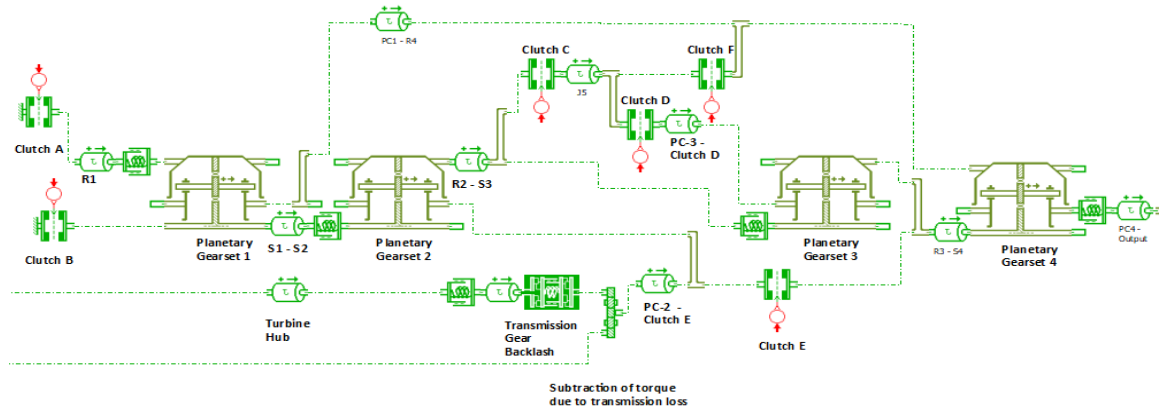 PC1 - R4
Clutch C
Clutch F
J5
Clutch D
Clutch A
R1
PC-3 -
Clutch D
R2 - S3
Clutch B
Planetary
Gearset 1
S1 - S2
Planetary
Gearset 2
Planetary
Gearset 3
R3 - S4
Planetary
Gearset 4
PC4 -
Output
Turbine
Hub
Transmission
Gear
Backlash
PC-2 -
Clutch E
Clutch E
Subtraction of torque
due to transmission loss